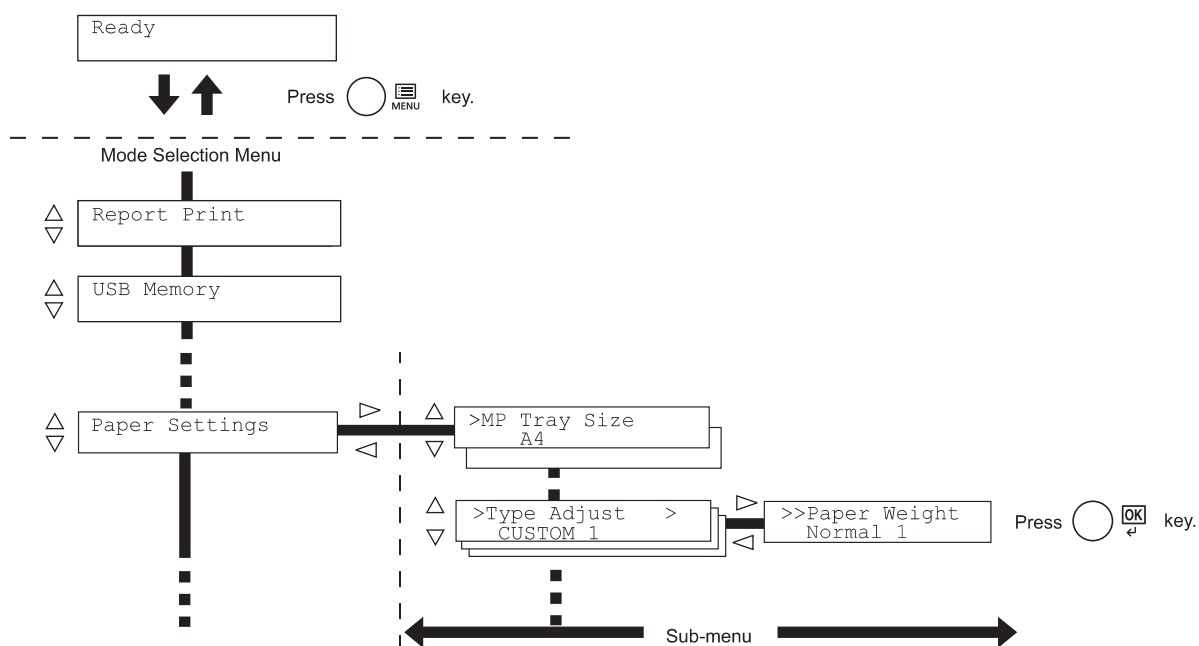 Ready
Press MENU key.
Mode Selection Menu
Report Print
USB Memory
Paper Settings
>MP Tray Size
A4
>Type Adjust >
CUSTOM 1
>>Paper Weight
Normal 1
Press OK key.
Sub-menu